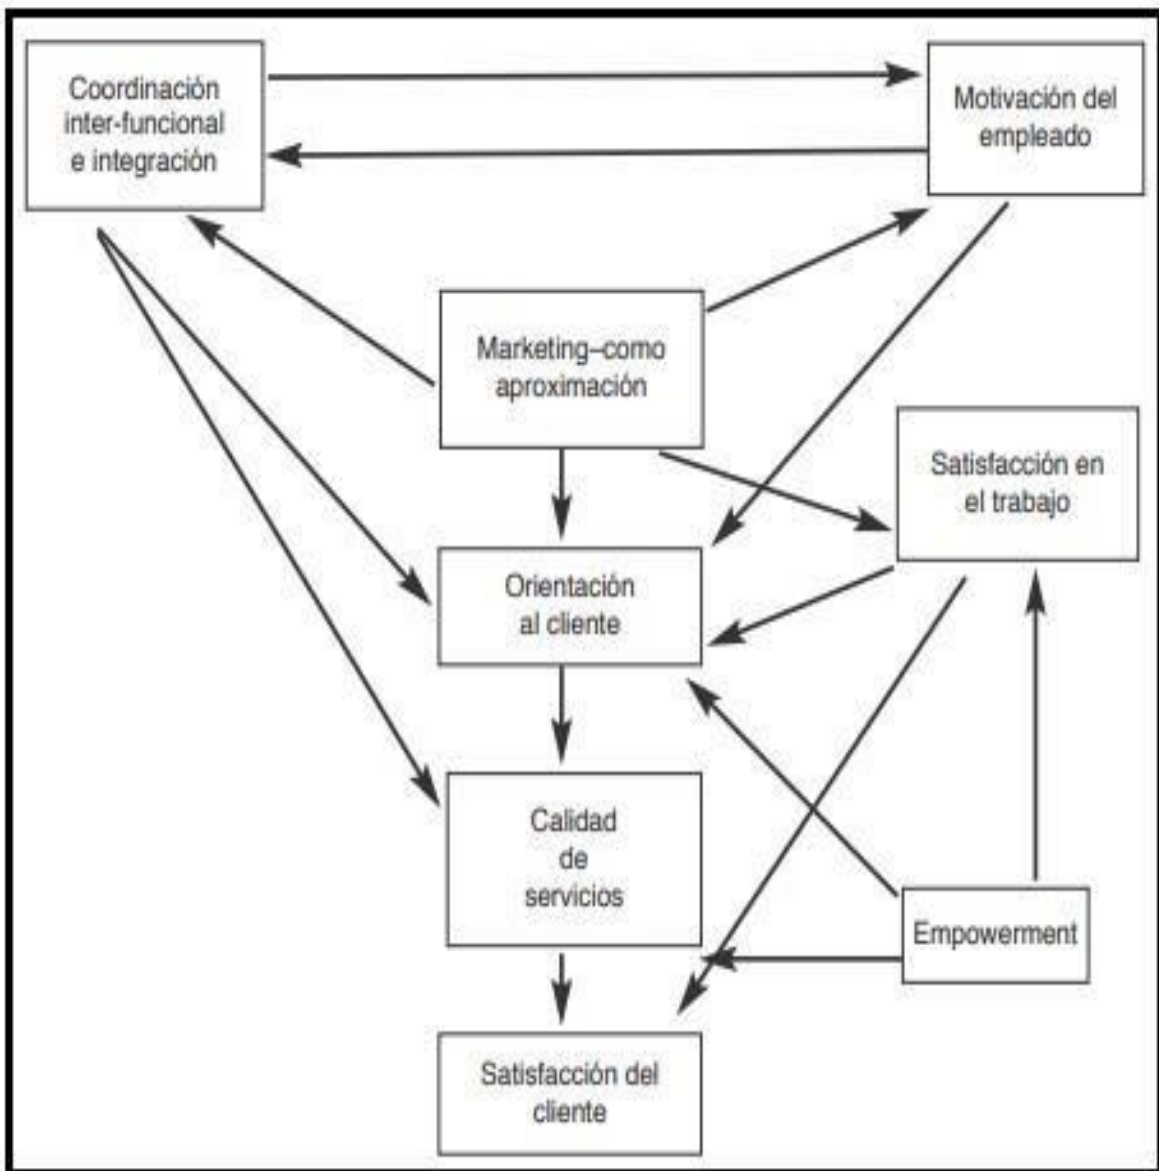 Coordinación
inter-funcional
e integración
Motivación del
empleado
Marketing–como
aproximación
Satisfacción en
el trabajo
Orientación
al cliente
Calidad
de
servicios
Empowerment
Satisfacción del
cliente